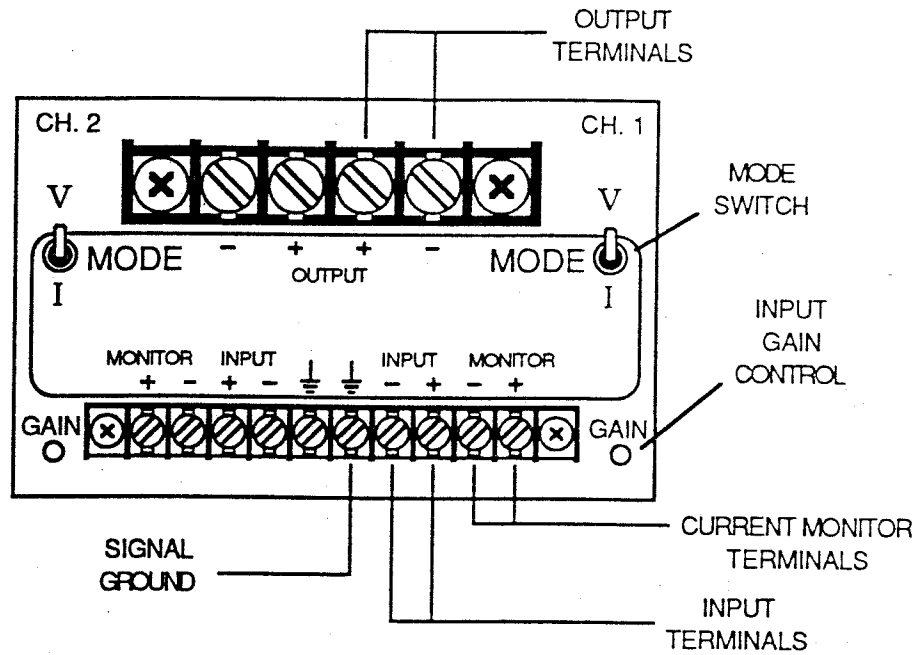 OUTPUT
TERMINALS
CH. 2
CH. 1
MODE
SWITCH
V
V
MODE
MODE
− + + −
OUTPUT
I
I
INPUT
GAIN
CONTROL
MONITOR INPUT INPUT MONITOR
+ − + − − + − +
GAIN
GAIN
SIGNAL
GROUND
CURRENT MONITOR
TERMINALS
INPUT
TERMINALS